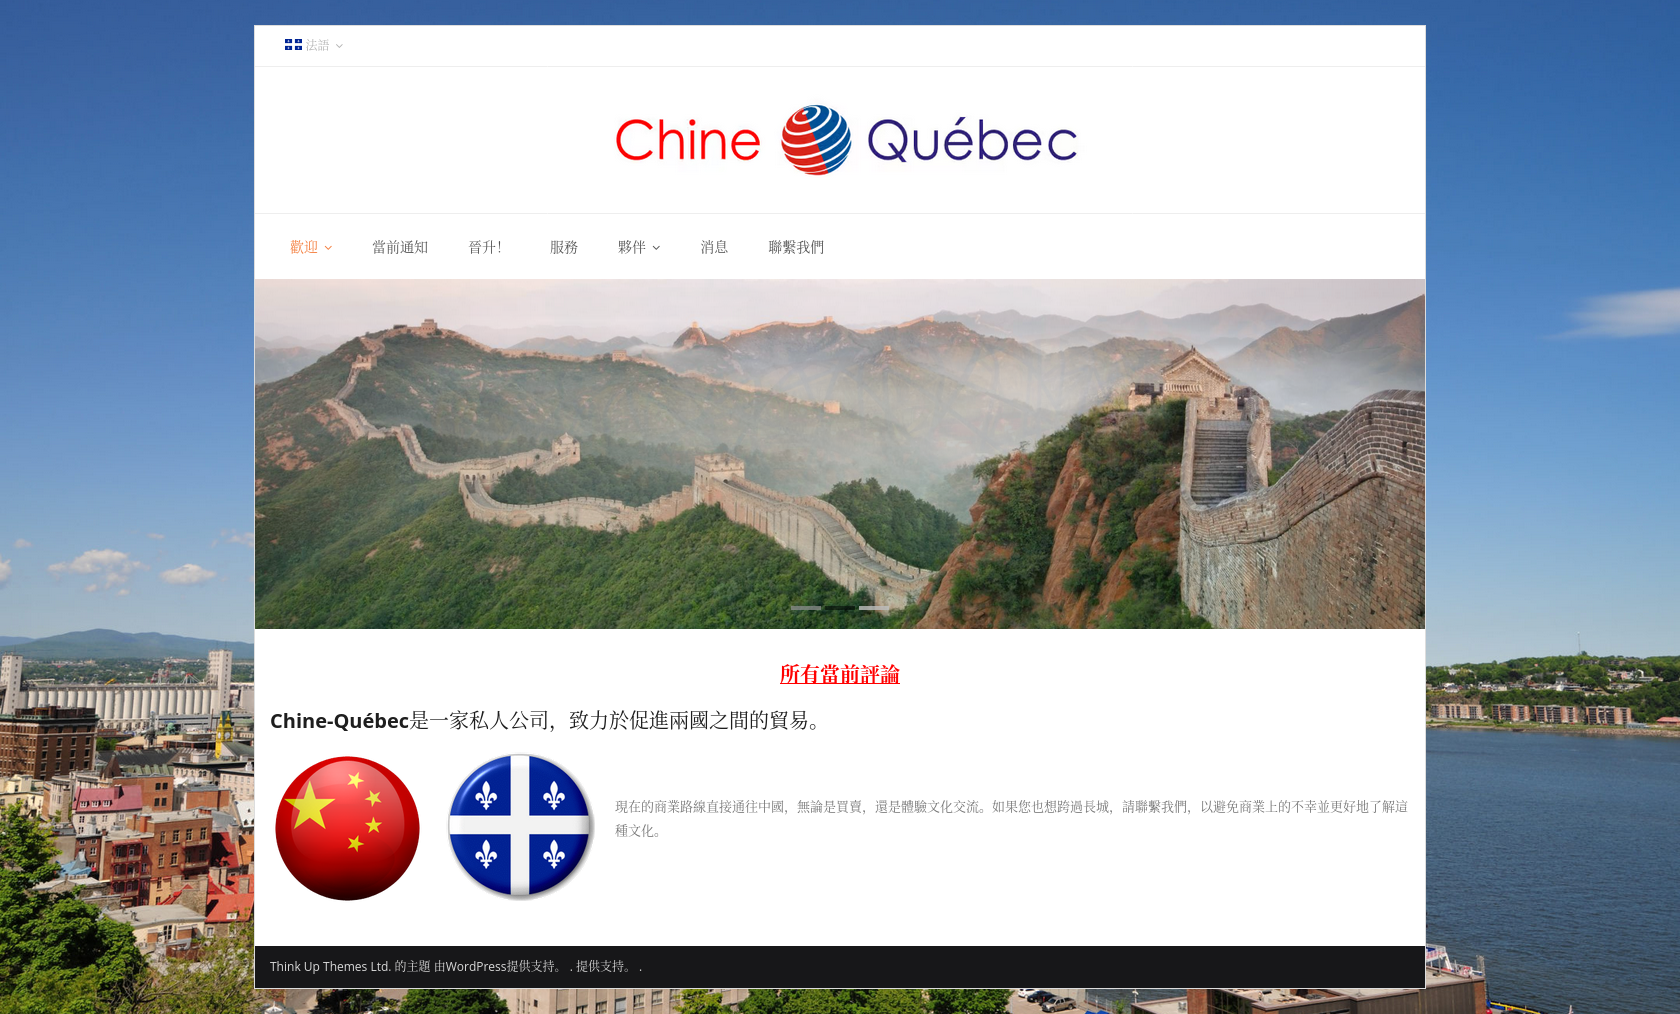 法語
Chine Québec
歡迎 當前通知 晉升! 服務 夥伴 消息 聯繫我們
所有當前評論
Chine-Québec是一家私人公司，致力於促進兩國之間的貿易。
現在的商業路線直接通往中國，無論是買賣，還是體驗文化交流。如果您也想跨過長城，請聯繫我們，以避免商業上的不幸並更好地了解這
種文化。
Think Up Themes Ltd. 的主題 由WordPress提供支持。 . 提供支持。 .